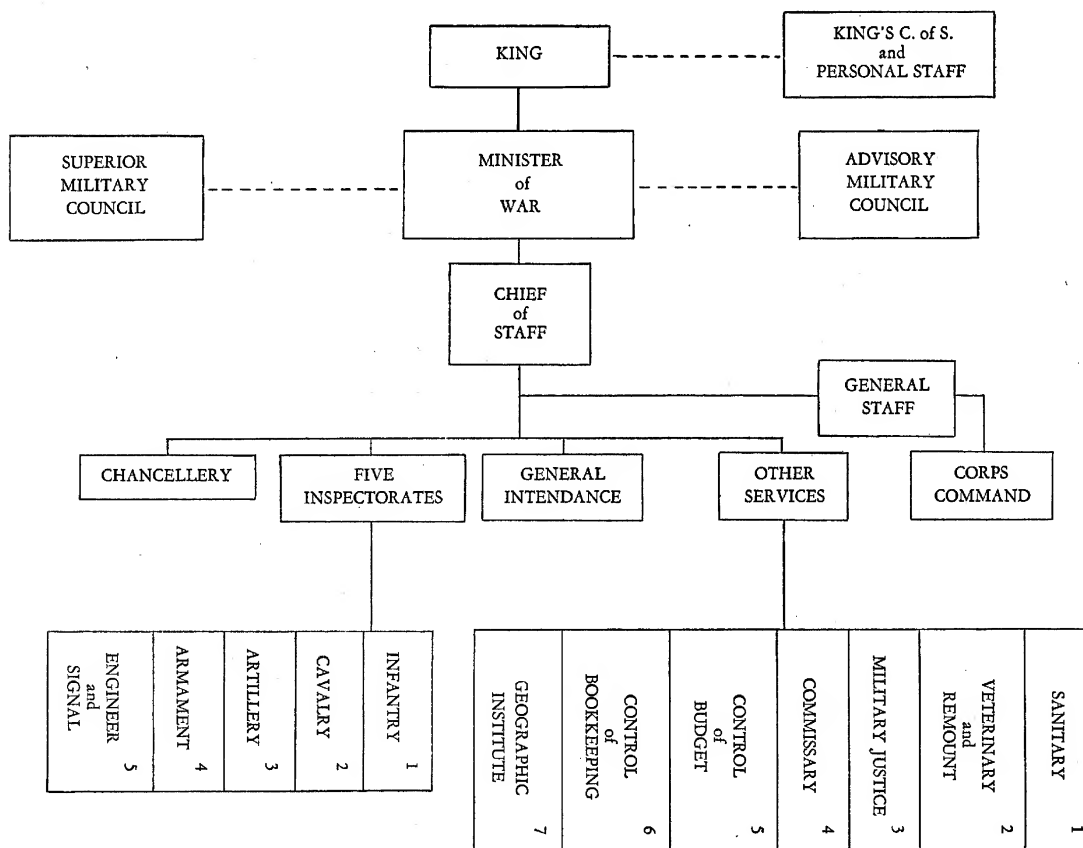 KING
KING'S C. of S.
and
PERSONAL STAFF
SUPERIOR
MILITARY
COUNCIL
MINISTER
of
WAR
ADVISORY
MILITARY
COUNCIL
CHIEF
of
STAFF
GENERAL
STAFF
CHANCELLERY
FIVE
INSPECTORATES
GENERAL
INTENDANCE
OTHER
SERVICES
CORPS
COMMAND
ENGINEER
and
SIGNAL
5
ARMAMENT
4
ARTILLERY
3
CAVALRY
2
INFANTRY
1
GEOGRAPHIC
INSTITUTE
7
CONTROL
of
BOOKKEEPING
6
CONTROL
of
BUDGET
5
COMMISSARY
4
MILITARY JUSTICE
3
VETERINARY
and
REMOUNT
2
SANITARY
1